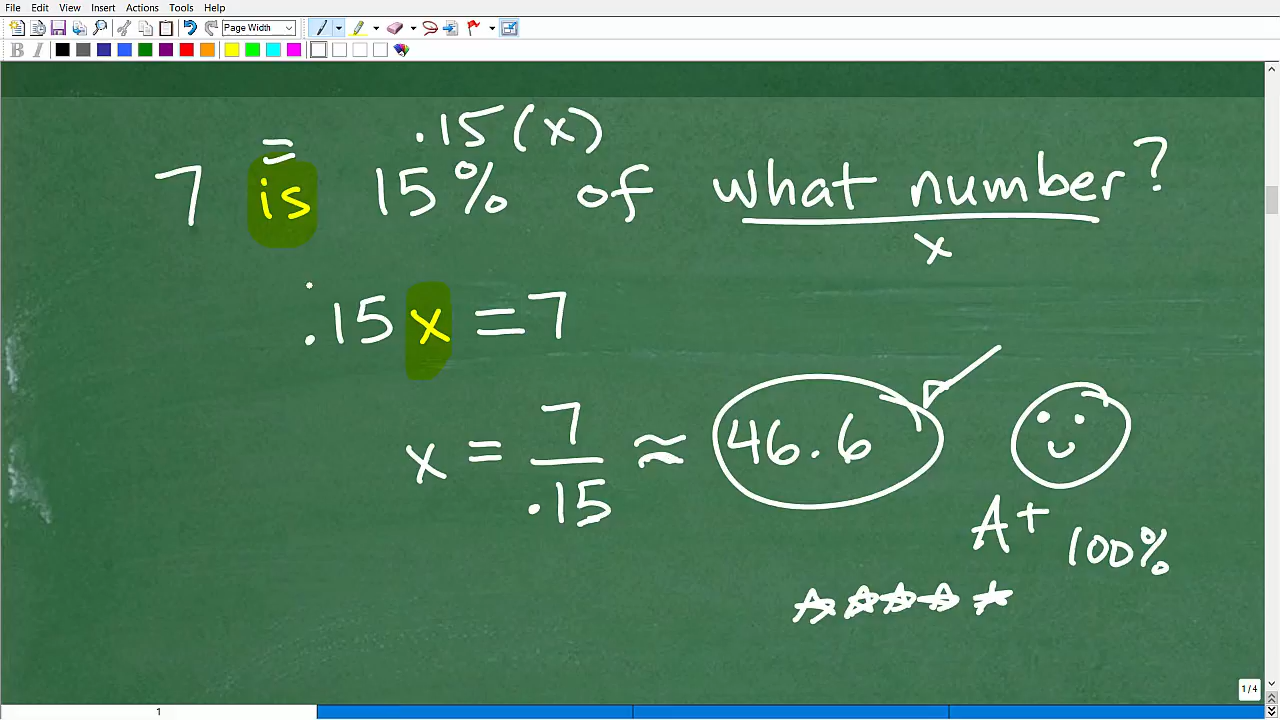 File Edit View Insert Actions Tools Help
Page Width
B I
= .15(x)
7 is 15% of what number?
x
.15x = 7
x = 7/.15 ≈ 46.6
A+ 100%
1/4
1